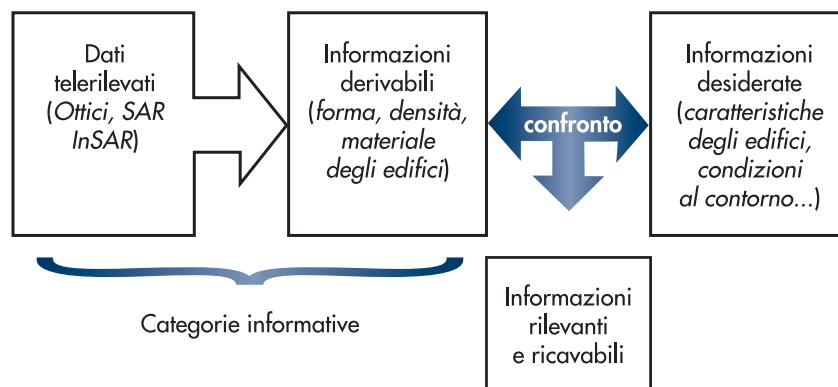 Dati
telerilevati
(Ottici, SAR
InSAR)
Informazioni
derivabili
(forma, densità,
materiale
degli edifici)
confronto
Informazioni
desiderate
(caratteristiche
degli edifici,
condizioni
al contorno...)
Categorie informative
Informazioni
rilevanti
e ricavabili